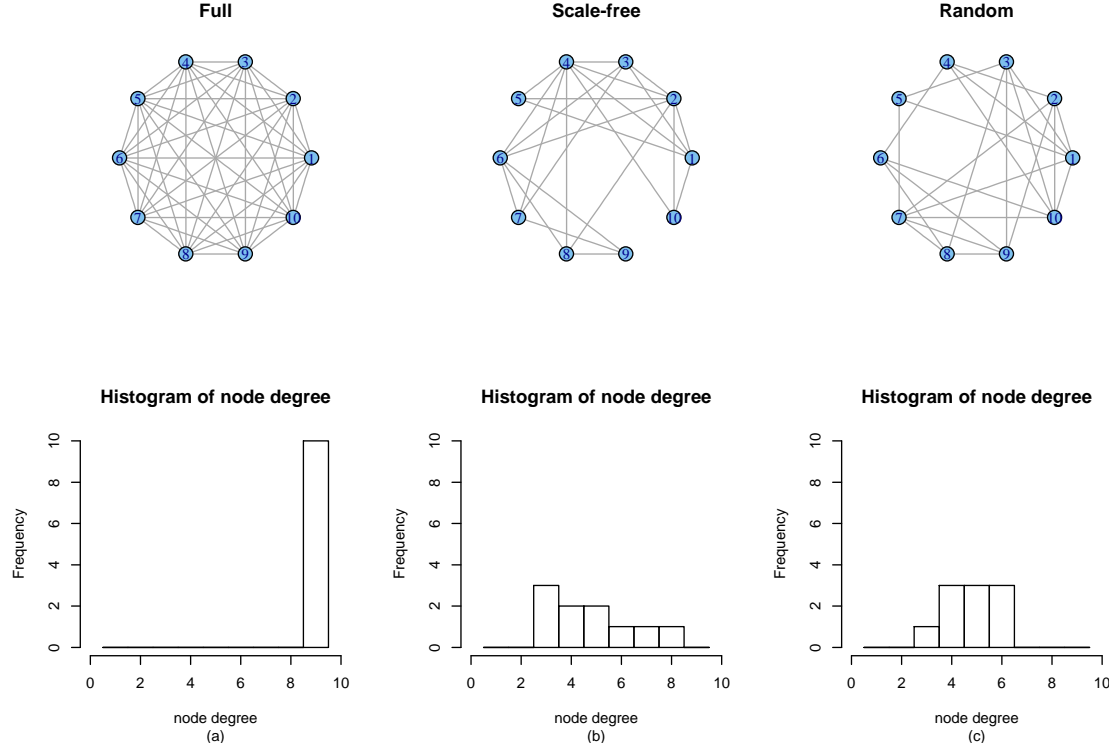 Full
Scale-free
Random
4 3
5 2
6 1
7 10
8 9
4 3
5 2
6 1
7 10
8 9
4 3
5 2
6 1
7 10
8 9
Histogram of node degree
Frequency
0 2 4 6 8 10
0 2 4 6 8 10
node degree
(a)
Histogram of node degree
Frequency
0 2 4 6 8 10
0 2 4 6 8 10
node degree
(b)
Histogram of node degree
Frequency
0 2 4 6 8 10
0 2 4 6 8 10
node degree
(c)